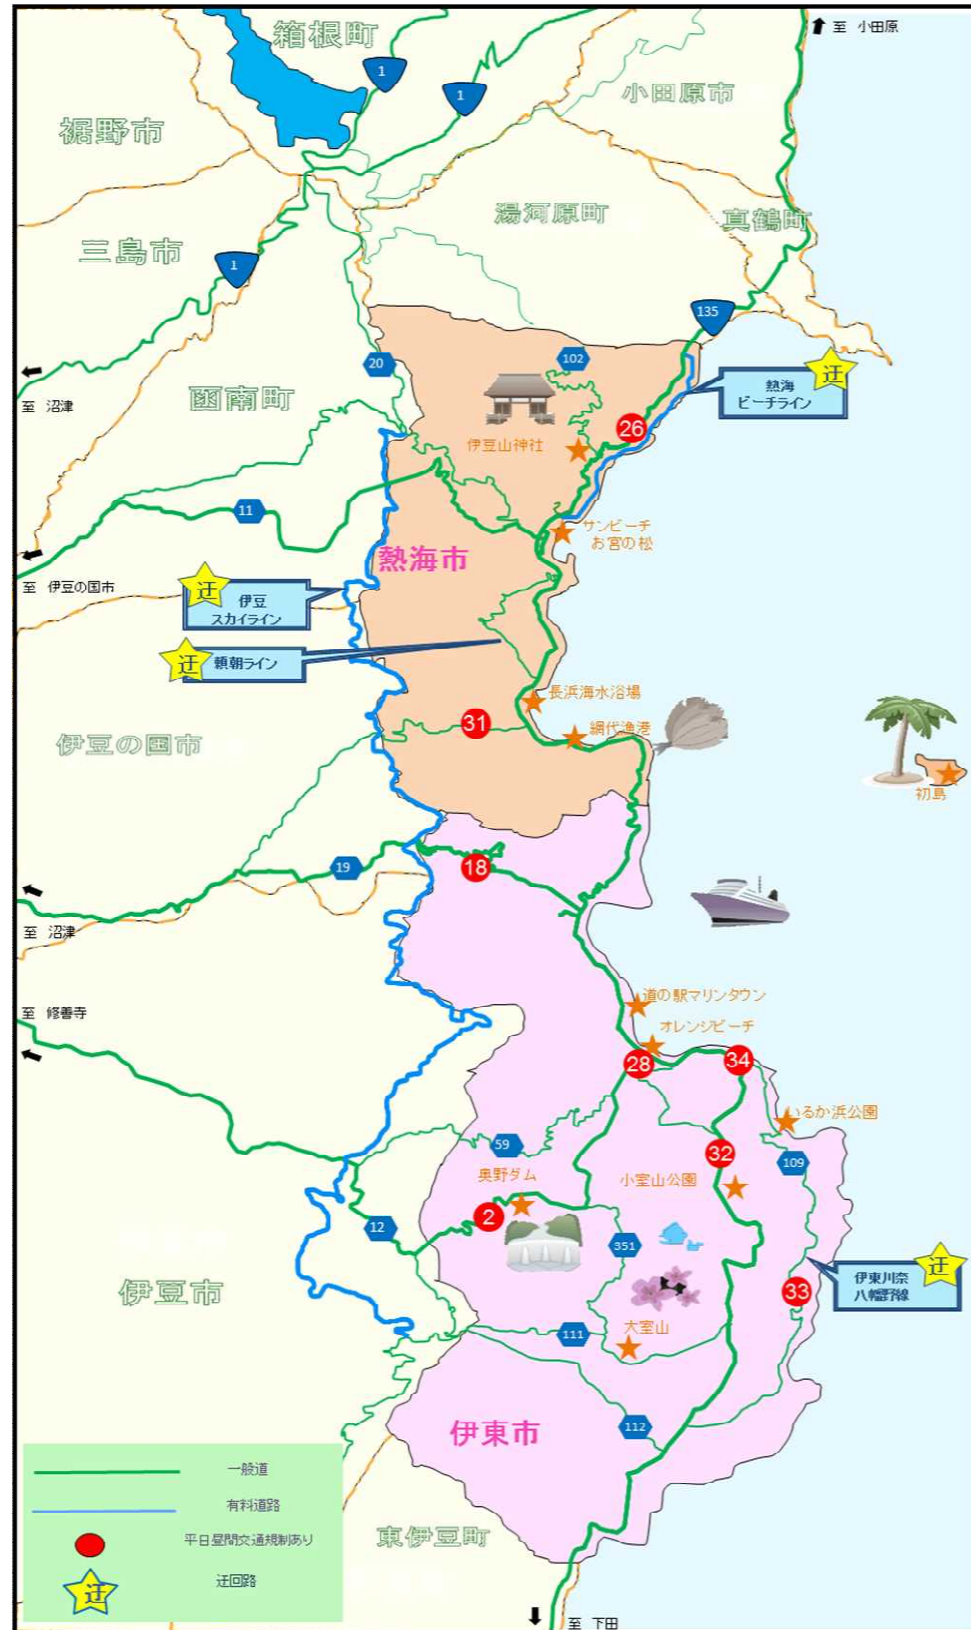 至 小田原
箱根町
1
1
小田原市
裾野市
湯河原町
真鶴町
三島市
1
135
20
102
熱海
ビーチライン
迂
至 沼津
函南町
26
伊豆山神社
11
サンビーチ
お宮の松
熱海市
至 伊豆の国市
迂
伊豆
スカイライン
迂
頼朝ライン
長浜海水浴場
31
網代漁港
伊豆の国市
初島
18
19
至 沼津
道の駅マリンタウン
至 修善寺
オレンジビーチ
28
34
いるか浜公園
59
32
109
奥野ダム
小室山公園
2
12
351
迂
伊東川奈
八幡野線
伊豆市
33
大室山
111
伊東市
112
一般道
有料道路
平日昼間交通規制あり
迂
迂回路
東伊豆町
至 下田